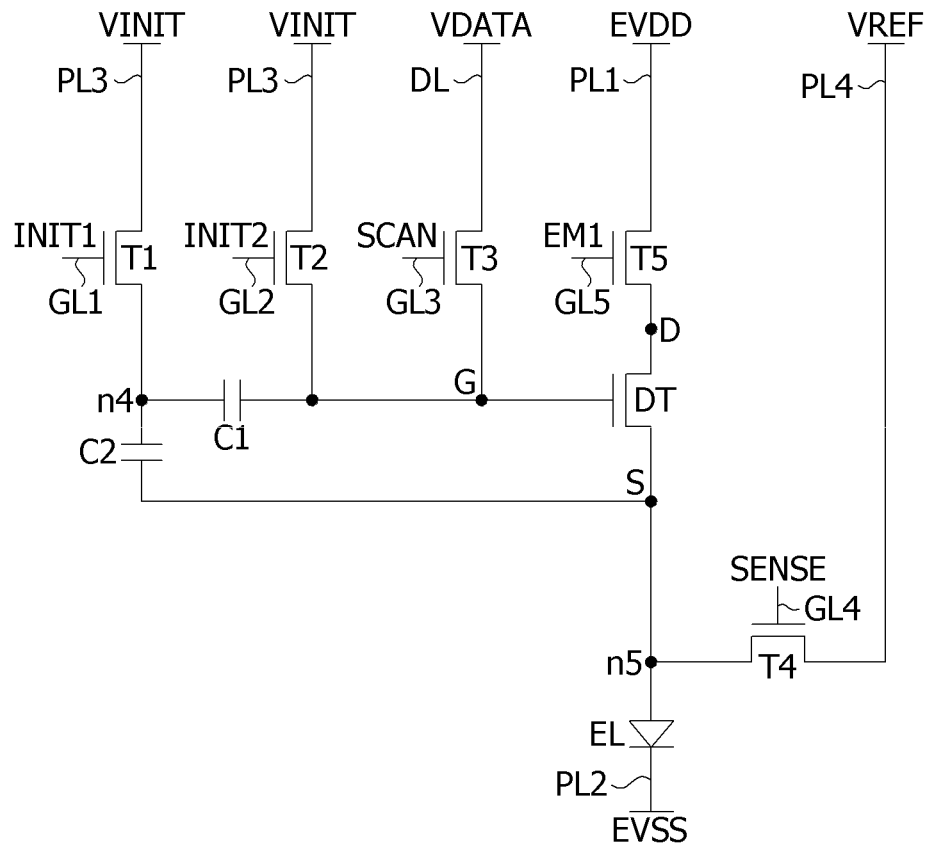 VINIT VINIT VDATA EVDD VREF
PL3 PL3 DL PL1 PL4
INIT1 INIT2 SCAN EM1
T1 T2 T3 T5
GL1 GL2 GL3 GL5
D
n4 G DT
C1
C2
S
SENSE
GL4
n5 T4
EL
PL2
EVSS